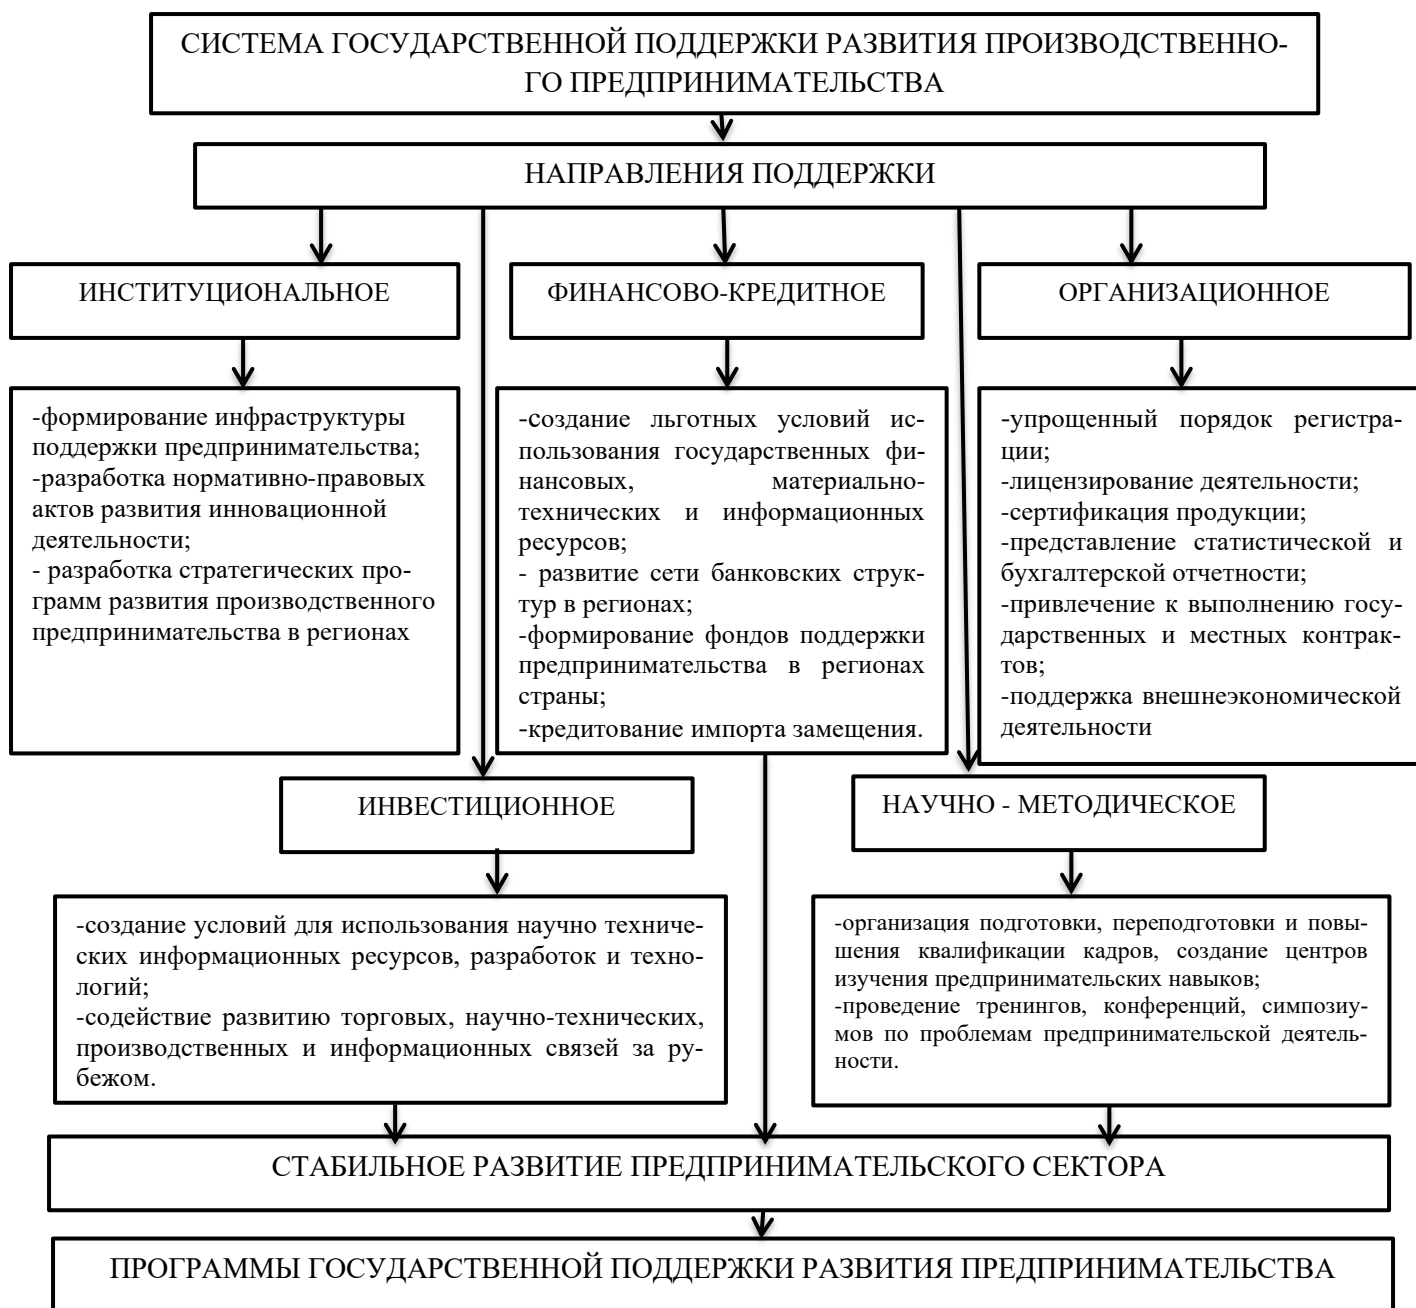 СИСТЕМА ГОСУДАРСТВЕННОЙ ПОДДЕРЖКИ РАЗВИТИЯ ПРОИЗВОДСТВЕННО-
ГО ПРЕДПРИНИМАТЕЛЬСТВА
НАПРАВЛЕНИЯ ПОДДЕРЖКИ
ИНСТИТУЦИОНАЛЬНОЕ
ФИНАНСОВО-КРЕДИТНОЕ
ОРГАНИЗАЦИОННОЕ
-формирование инфраструктуры
поддержки предпринимательства;
-разработка нормативно-правовых
актов развития инновационной
деятельности;
- разработка стратегических про-
грамм развития производственного
предпринимательства в регионах
-создание льготных условий ис-
пользования государственных фи-
нансовых, материально-
технических и информационных
ресурсов;
- развитие сети банковских струк-
тур в регионах;
-формирование фондов поддержки
предпринимательства в регионах
страны;
-кредитование импорта замещения.
-упрощенный порядок регистра-
ции;
-лицензирование деятельности;
-сертификация продукции;
-представление статистической и
бухгалтерской отчетности;
-привлечение к выполнению госу-
дарственных и местных контрак-
тов;
-поддержка внешнеэкономической
деятельности
ИНВЕСТИЦИОННОЕ
НАУЧНО - МЕТОДИЧЕСКОЕ
-создание условий для использования научно техниче-
ских информационных ресурсов, разработок и техно-
логий;
-содействие развитию торговых, научно-технических,
производственных и информационных связей за ру-
бежом.
-организация подготовки, переподготовки и повы-
шения квалификации кадров, создание центров
изучения предпринимательских навыков;
-проведение тренингов, конференций, симпозиу-
мов по проблемам предпринимательской деятель-
ности.
СТАБИЛЬНОЕ РАЗВИТИЕ ПРЕДПРИНИМАТЕЛЬСКОГО СЕКТОРА
ПРОГРАММЫ ГОСУДАРСТВЕННОЙ ПОДДЕРЖКИ РАЗВИТИЯ ПРЕДПРИНИМАТЕЛЬСТВА